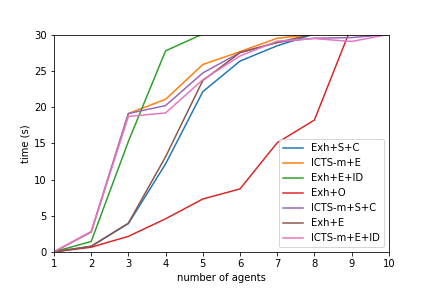 30
25
20
15
10
5
0
time (s)
1 2 3 4 5 6 7 8 9 10
number of agents
Exh+S+C
ICTS-m+E
Exh+E+ID
Exh+O
ICTS-m+S+C
Exh+E
ICTS-m+E+ID